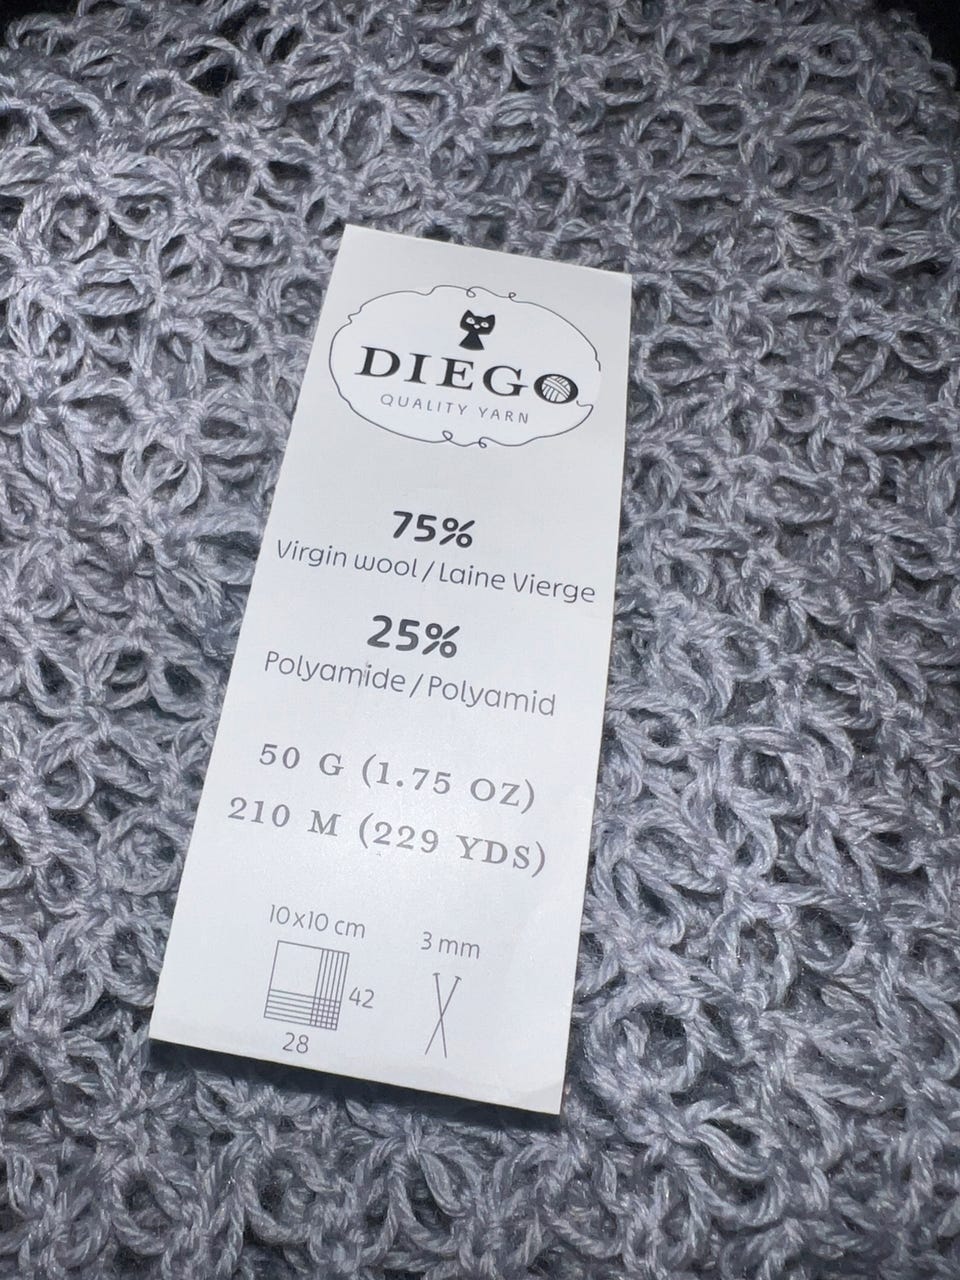 DIEGO
QUALITY YARN
75%
Virgin wool / Laine Vierge
25%
Polyamide / Polyamid
50 G (1.75 OZ)
210 M (229 YDS)
10x10 cm
3 mm
42
28